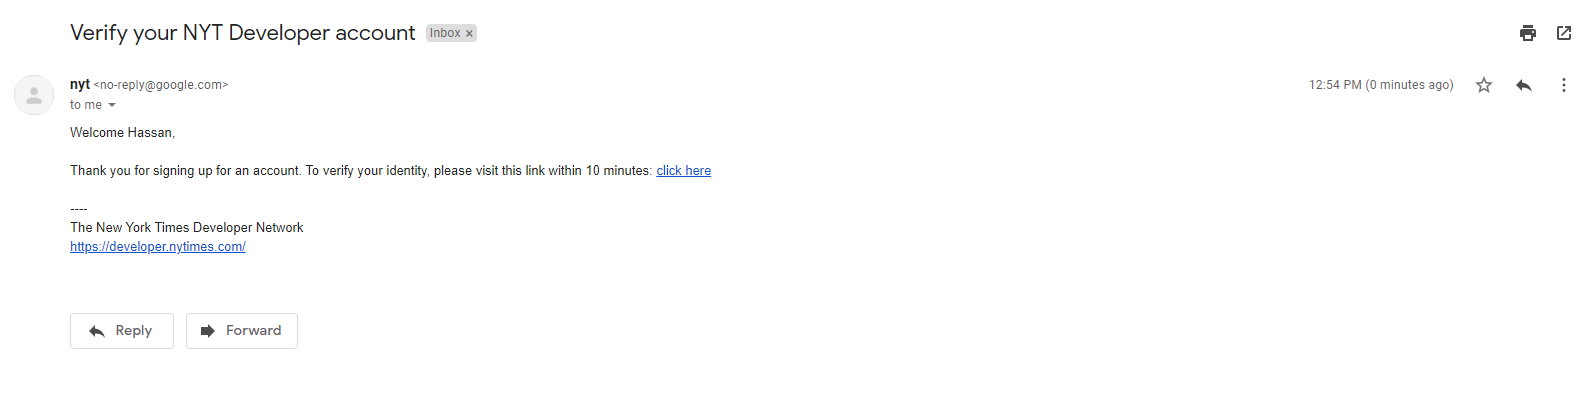 Verify your NYT Developer account Inbox ×
nyt <no-reply@google.com> 12:54 PM (0 minutes ago)
to me
Welcome Hassan,
Thank you for signing up for an account. To verify your identity, please visit this link within 10 minutes: click here
----
The New York Times Developer Network
https://developer.nytimes.com/
Reply Forward